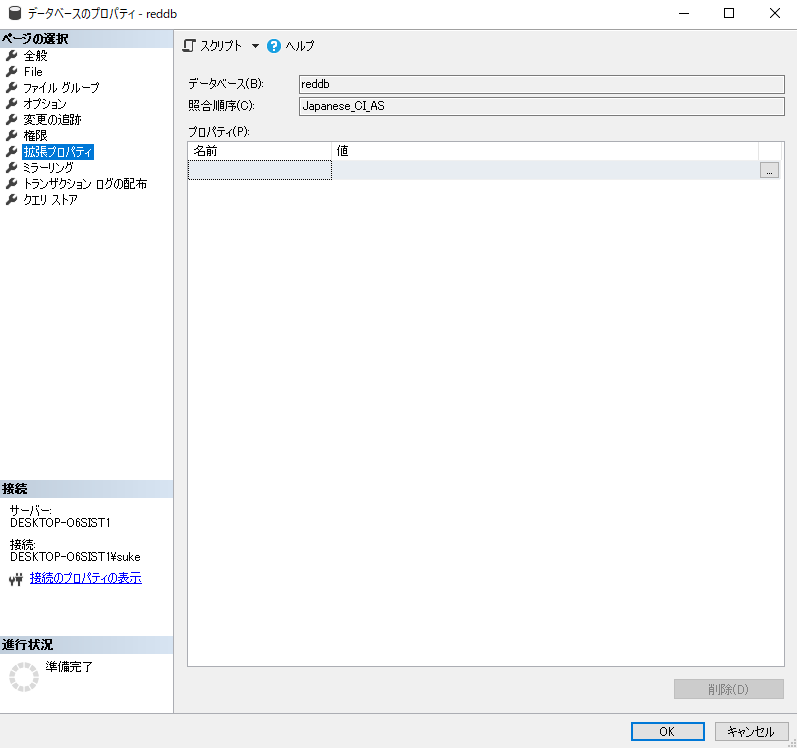 データベースのプロパティ - reddb
ページの選択
全般
File
ファイル グループ
オプション
変更の追跡
権限
拡張プロパティ
ミラーリング
トランザクション ログの配布
クエリ ストア
接続
サーバー:
DESKTOP-O6SIST1
接続:
DESKTOP-O6SIST1¥suke
接続のプロパティの表示
進行状況
準備完了
スクリプト
ヘルプ
データベース(B):
reddb
照合順序(C):
Japanese_CI_AS
プロパティ(P):
名前 値
...
削除(D)
OK キャンセル